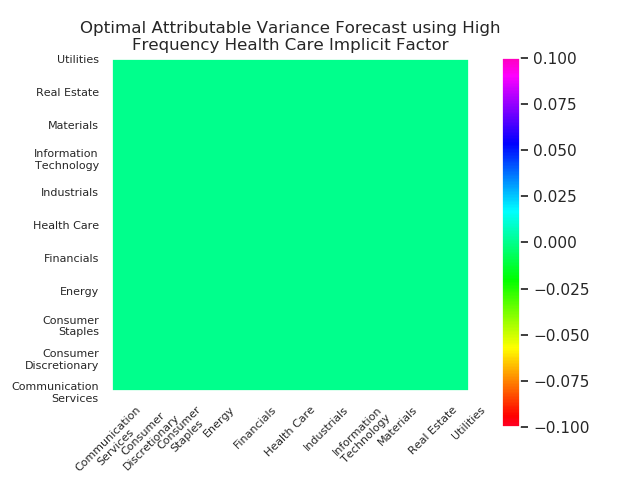 Optimal Attributable Variance Forecast using High
Frequency Health Care Implicit Factor
Utilities
Real Estate
Materials
Information
Technology
Industrials
Health Care
Financials
Energy
Consumer
Staples
Consumer
Discretionary
Communication
Services
Communication
Services
Consumer
Discretionary
Consumer
Staples
Energy
Financials
Health Care
Industrials
Information
Technology
Materials
Real Estate
Utilities
0.100
0.075
0.050
0.025
0.000
−0.025
−0.050
−0.075
−0.100